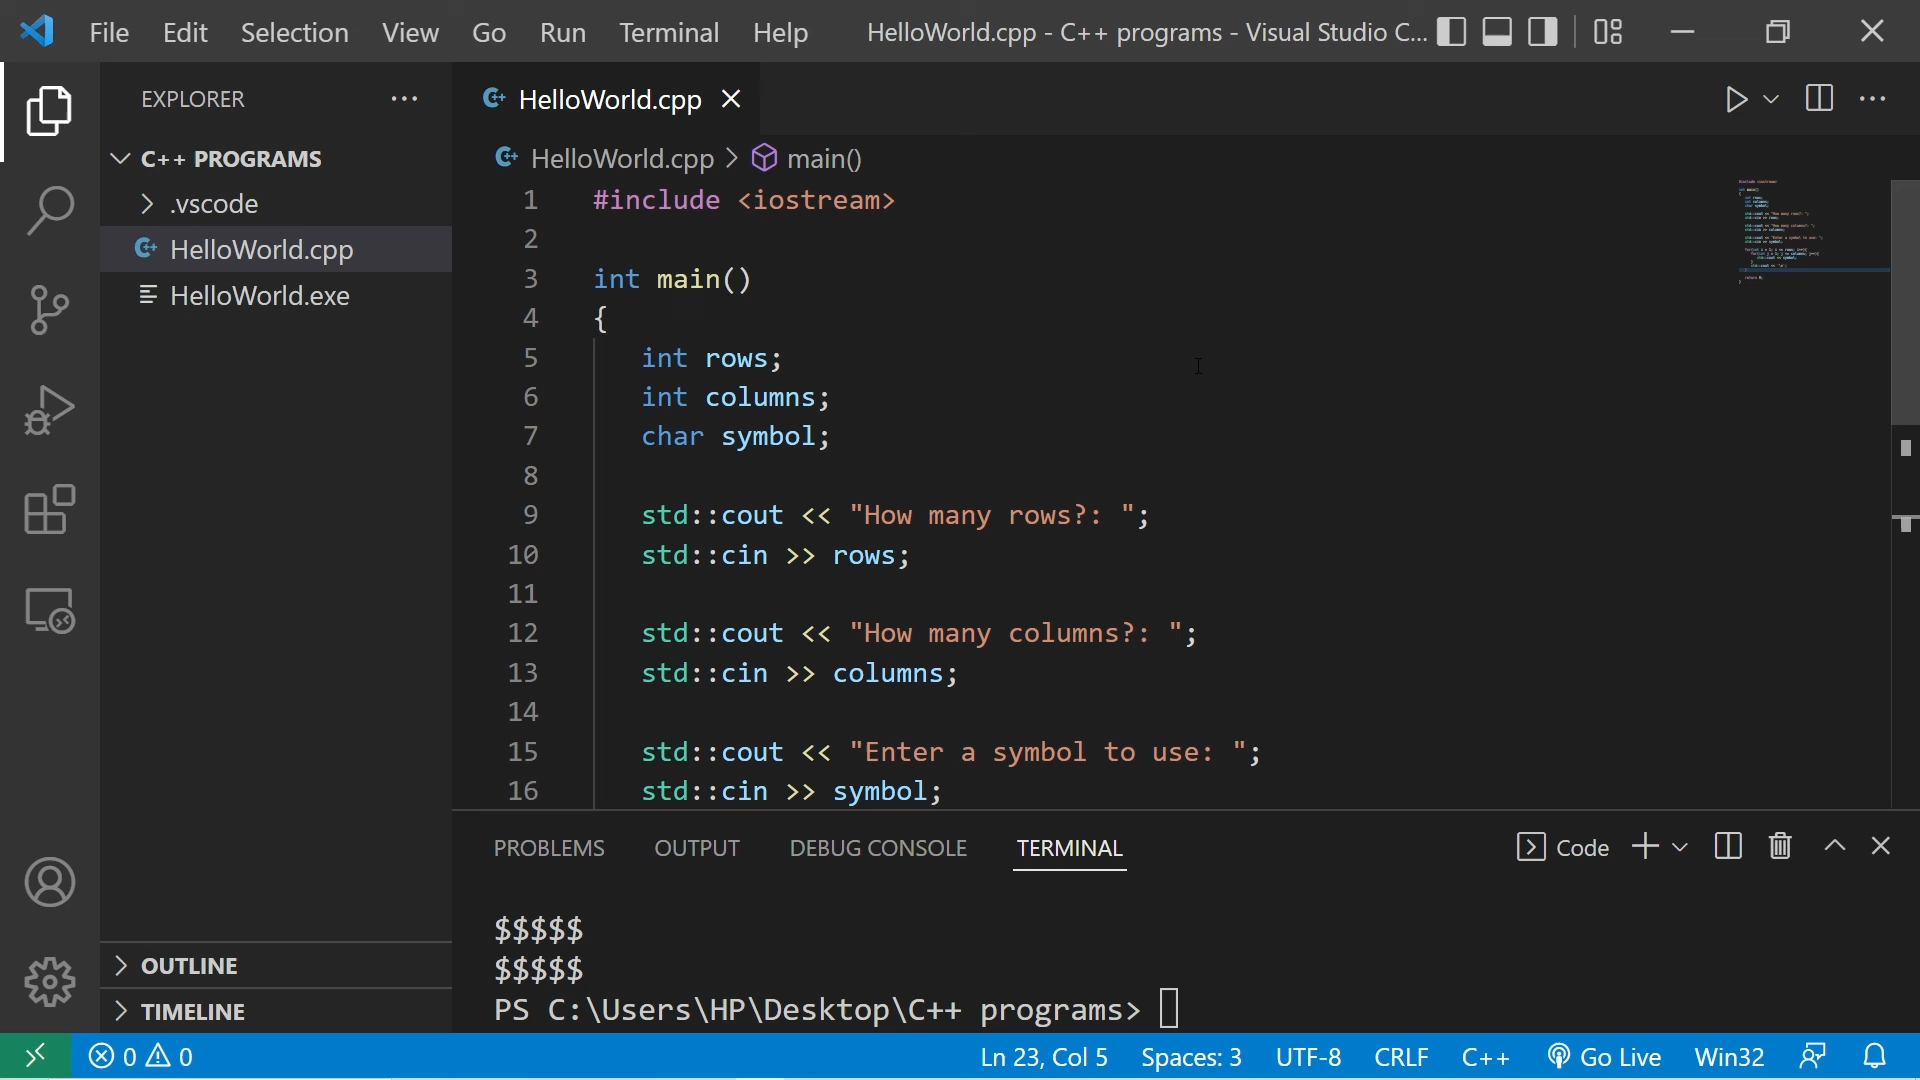 File Edit Selection View Go Run Terminal Help HelloWorld.cpp - C++ programs - Visual Studio C...
EXPLORER
C++ PROGRAMS
.vscode
HelloWorld.cpp
HelloWorld.exe
OUTLINE
TIMELINE
HelloWorld.cpp
HelloWorld.cpp > main()
1 #include <iostream>
2
3 int main()
4 {
5 int rows;
6 int columns;
7 char symbol;
8
9 std::cout << "How many rows?: ";
10 std::cin >> rows;
11
12 std::cout << "How many columns?: ";
13 std::cin >> columns;
14
15 std::cout << "Enter a symbol to use: ";
16 std::cin >> symbol;
PROBLEMS OUTPUT DEBUG CONSOLE TERMINAL Code
$$$$$
$$$$$
PS C:\Users\HP\Desktop\C++ programs>
0 0 Ln 23, Col 5 Spaces: 3 UTF-8 CRLF C++ Go Live Win32